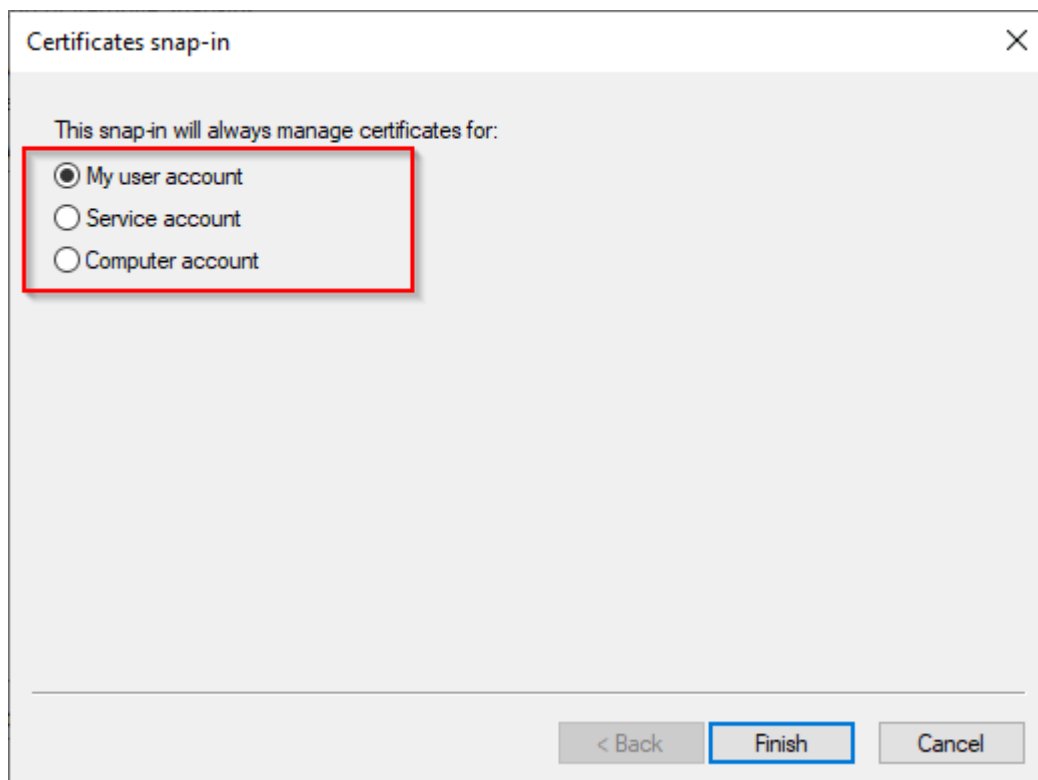 Certificates snap-in
This snap-in will always manage certificates for:
My user account
Service account
Computer account
< Back Finish Cancel